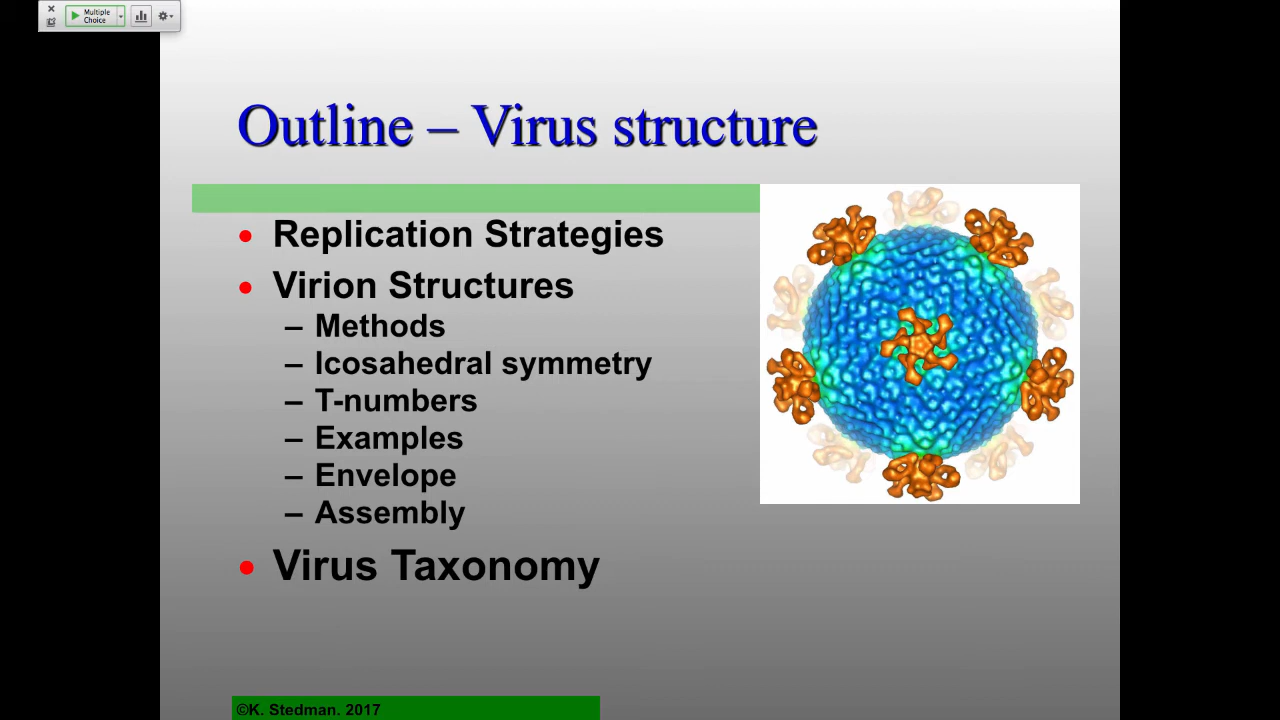 Multiple
Choice
Outline – Virus structure
• Replication Strategies
• Virion Structures
– Methods
– Icosahedral symmetry
– T-numbers
– Examples
– Envelope
– Assembly
• Virus Taxonomy
©K. Stedman. 2017